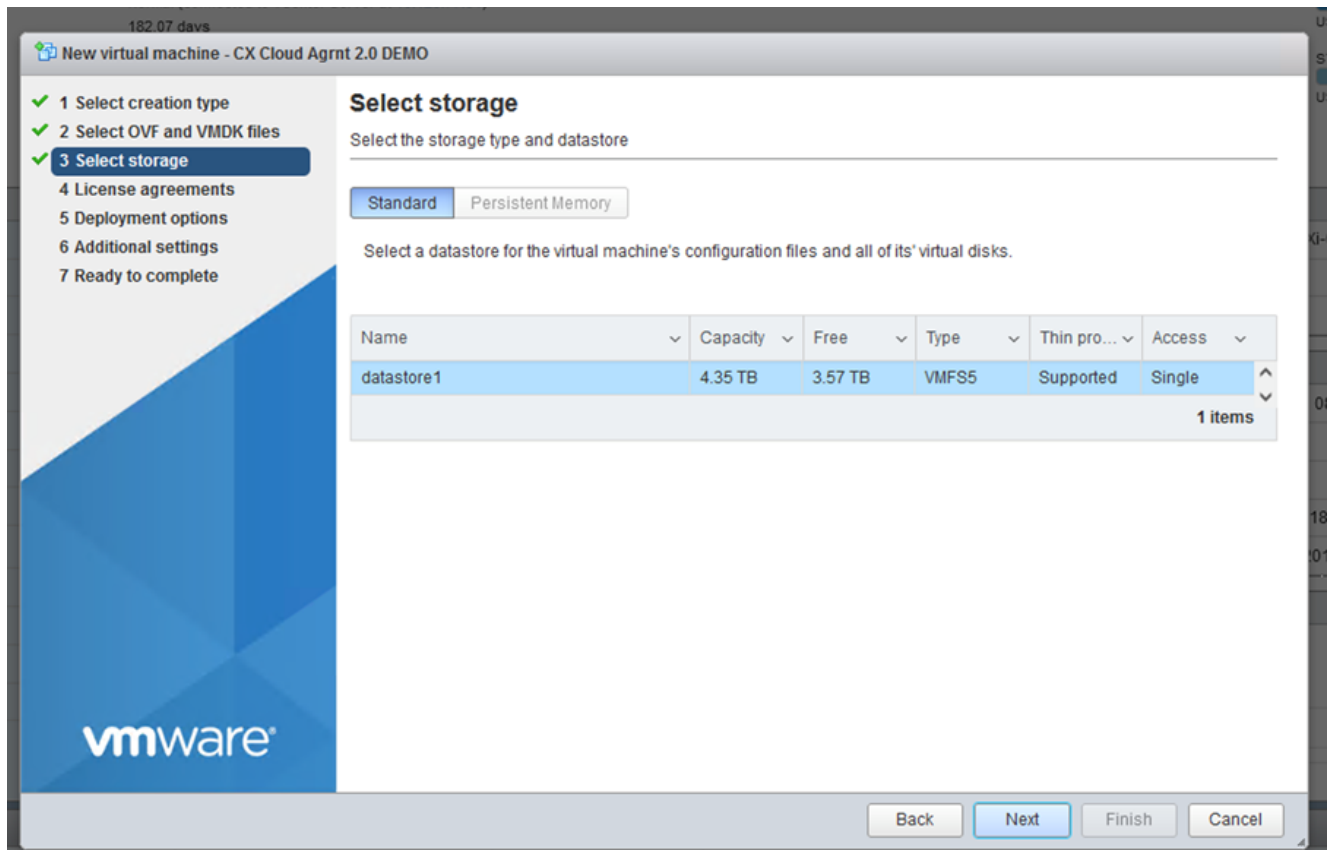 182.07 days
New virtual machine - CX Cloud Agrnt 2.0 DEMO
1 Select creation type
2 Select OVF and VMDK files
3 Select storage
4 License agreements
5 Deployment options
6 Additional settings
7 Ready to complete
Select storage
Select the storage type and datastore
Standard Persistent Memory
Select a datastore for the virtual machine's configuration files and all of its' virtual disks.
Name Capacity Free Type Thin pro... Access
datastore1 4.35 TB 3.57 TB VMFS5 Supported Single
1 items
vmware®
Back Next Finish Cancel